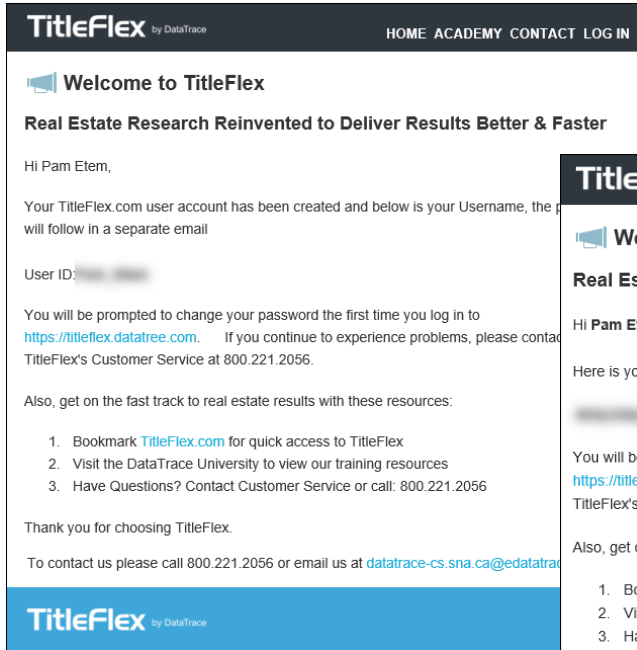 TitleFlex by DataTrace
HOME ACADEMY CONTACT LOG IN
Welcome to TitleFlex
Real Estate Research Reinvented to Deliver Results Better & Faster
Hi Pam Etem,
Your TitleFlex.com user account has been created and below is your Username, the p
will follow in a separate email
User ID:
You will be prompted to change your password the first time you log in to
https://titleflex.datatree.com. If you continue to experience problems, please contac
TitleFlex's Customer Service at 800.221.2056.
Also, get on the fast track to real estate results with these resources:
1. Bookmark TitleFlex.com for quick access to TitleFlex
2. Visit the DataTrace University to view our training resources
3. Have Questions? Contact Customer Service or call: 800.221.2056
Thank you for choosing TitleFlex.
To contact us please call 800.221.2056 or email us at datatrace-cs.sna.ca@edatatrac
TitleFlex by DataTrace
Title
We
Real Es
Hi Pam E
Here is yo
You will b
https://title
TitleFlex's
Also, get
1. Bo
2. Vi
3. Ha